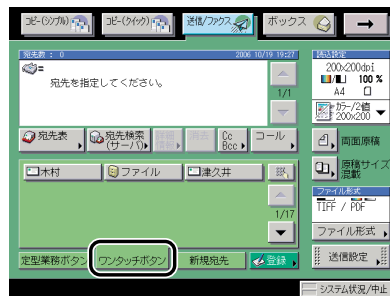 コピー(シンプル)
コピー(クイック)
送信/ファクス
ボックス
宛先数 : 0
2006 10/19 19:27
宛先を指定してください。
1/1
宛先表
宛先検索
(サーバ)
詳細
情報
消去
Cc
Bcc
コール
木村
ファイル
津久井
1/17
定型業務ボタン
ワンタッチボタン
新規宛先
登録
読込設定
200x200dpi
100 %
A4
カラー/2値
200x200
両面原稿
原稿サイズ
混載
ファイル形式
TIFF / PDF
ファイル形式
送信設定
システム状況/中止